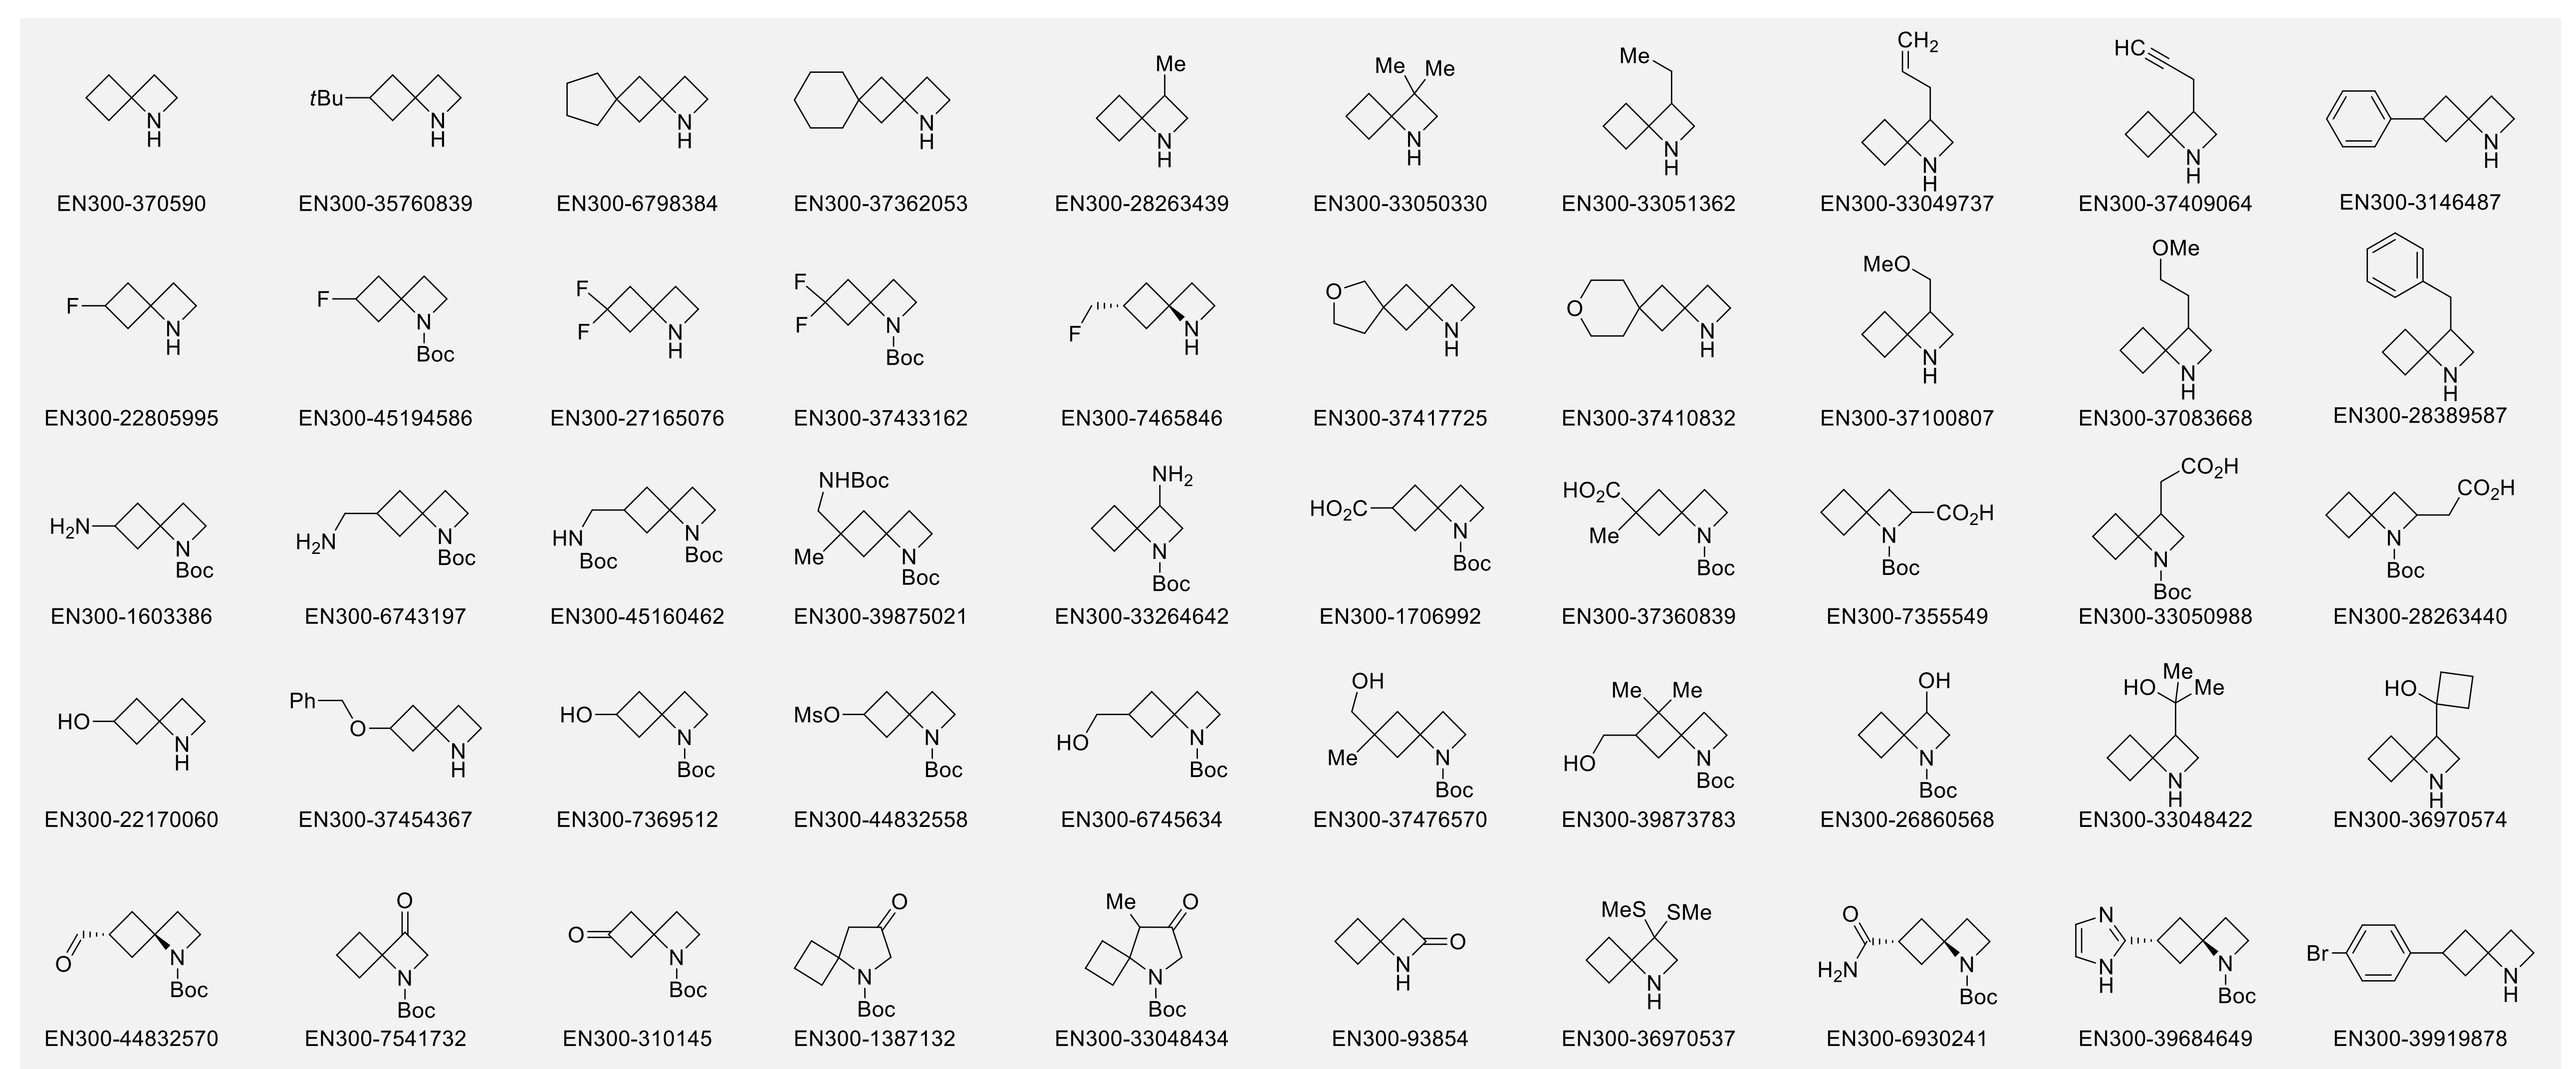 N
H
EN300-370590
tBu
N
H
EN300-35760839
N
H
EN300-6798384
N
H
EN300-37362053
Me
N
H
EN300-28263439
Me Me
N
H
EN300-33050330
Me
N
H
EN300-33051362
CH2
N
H
EN300-33049737
HC
N
H
EN300-37409064
N
H
EN300-3146487
F
N
H
EN300-22805995
F
N
Boc
EN300-45194586
F
F
N
H
EN300-27165076
F
F
N
Boc
EN300-37433162
F
N
H
EN300-7465846
O
N
H
EN300-37417725
O
N
H
EN300-37410832
MeO
N
H
EN300-37100807
OMe
N
H
EN300-37083668
N
H
EN300-28389587
H2N
N
Boc
EN300-1603386
H2N
N
Boc
EN300-6743197
HN
Boc
N
Boc
EN300-45160462
NHBoc
Me
N
Boc
EN300-39875021
NH2
N
Boc
EN300-33264642
HO2C
N
Boc
EN300-1706992
HO2C
Me
N
Boc
EN300-37360839
CO2H
N
Boc
EN300-7355549
CO2H
N
Boc
EN300-33050988
CO2H
N
Boc
EN300-28263440
HO
N
H
EN300-22170060
Ph
O
N
H
EN300-37454367
HO
N
Boc
EN300-7369512
MsO
N
Boc
EN300-44832558
HO
N
Boc
EN300-6745634
OH
Me
N
Boc
EN300-37476570
Me Me
HO
N
Boc
EN300-39873783
OH
N
Boc
EN300-26860568
Me
HO Me
N
H
EN300-33048422
HO
N
H
EN300-36970574
O
N
Boc
EN300-44832570
O
N
Boc
EN300-7541732
O
N
Boc
EN300-310145
O
N
Boc
EN300-1387132
Me O
N
Boc
EN300-33048434
O
N
H
EN300-93854
MeS SMe
N
H
EN300-36970537
O
H2N
N
Boc
EN300-6930241
N
N
H
N
Boc
EN300-39684649
Br
N
H
EN300-39919878